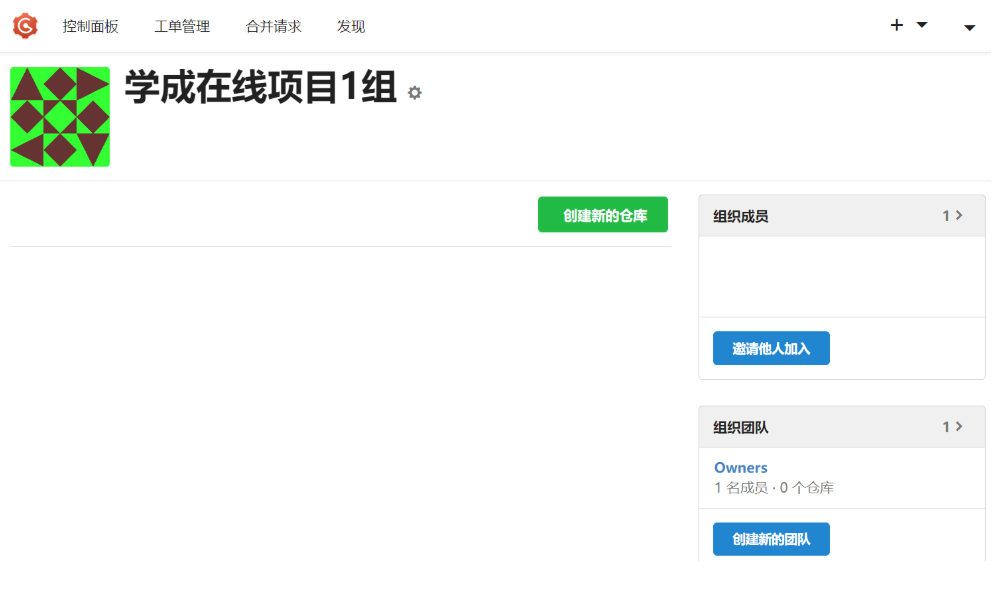 控制面板 工单管理 合并请求 发现
学成在线项目1组
创建新的仓库
组织成员 1
邀请他人加入
组织团队 1
Owners
1 名成员 · 0 个仓库
创建新的团队